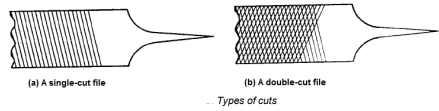 (a) A single-cut file
(b) A double-cut file
... Types of cuts